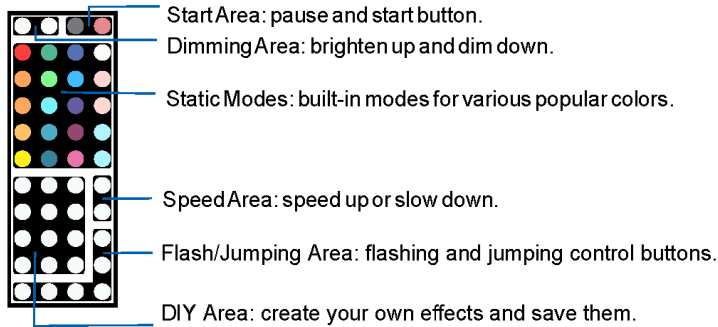 Start Area: pause and start button.
Dimming Area: brighten up and dim down.
Static Modes: built-in modes for various popular colors.
Speed Area: speed up or slow down.
Flash/Jumping Area: flashing and jumping control buttons.
DIY Area: create your own effects and save them.